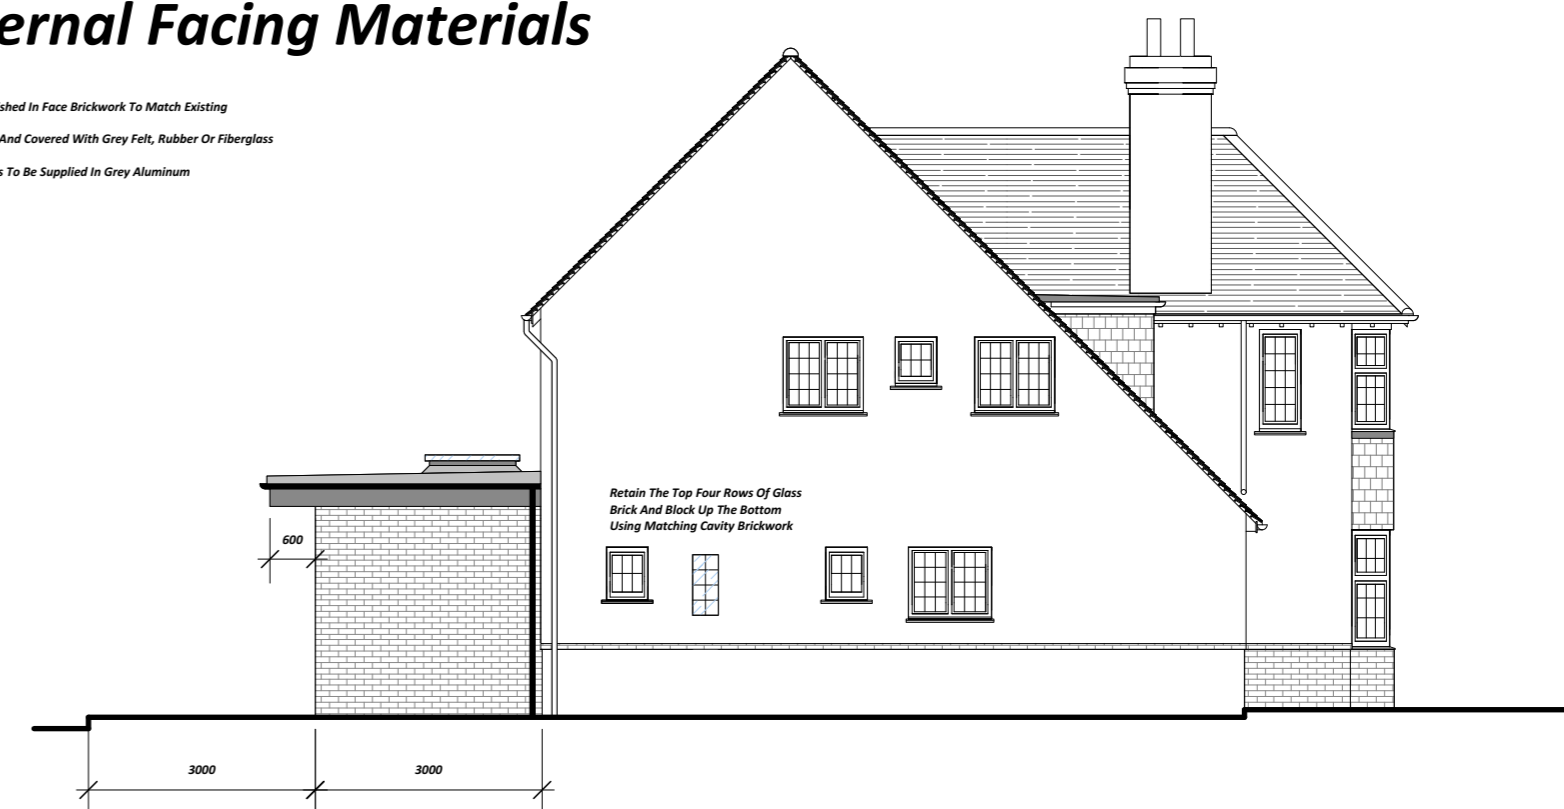 ernal Facing Materials
shed In Face Brickwork To Match Existing
And Covered With Grey Felt, Rubber Or Fiberglass
s To Be Supplied In Grey Aluminum
Retain The Top Four Rows Of Glass
Brick And Block Up The Bottom
Using Matching Cavity Brickwork
600
3000
3000